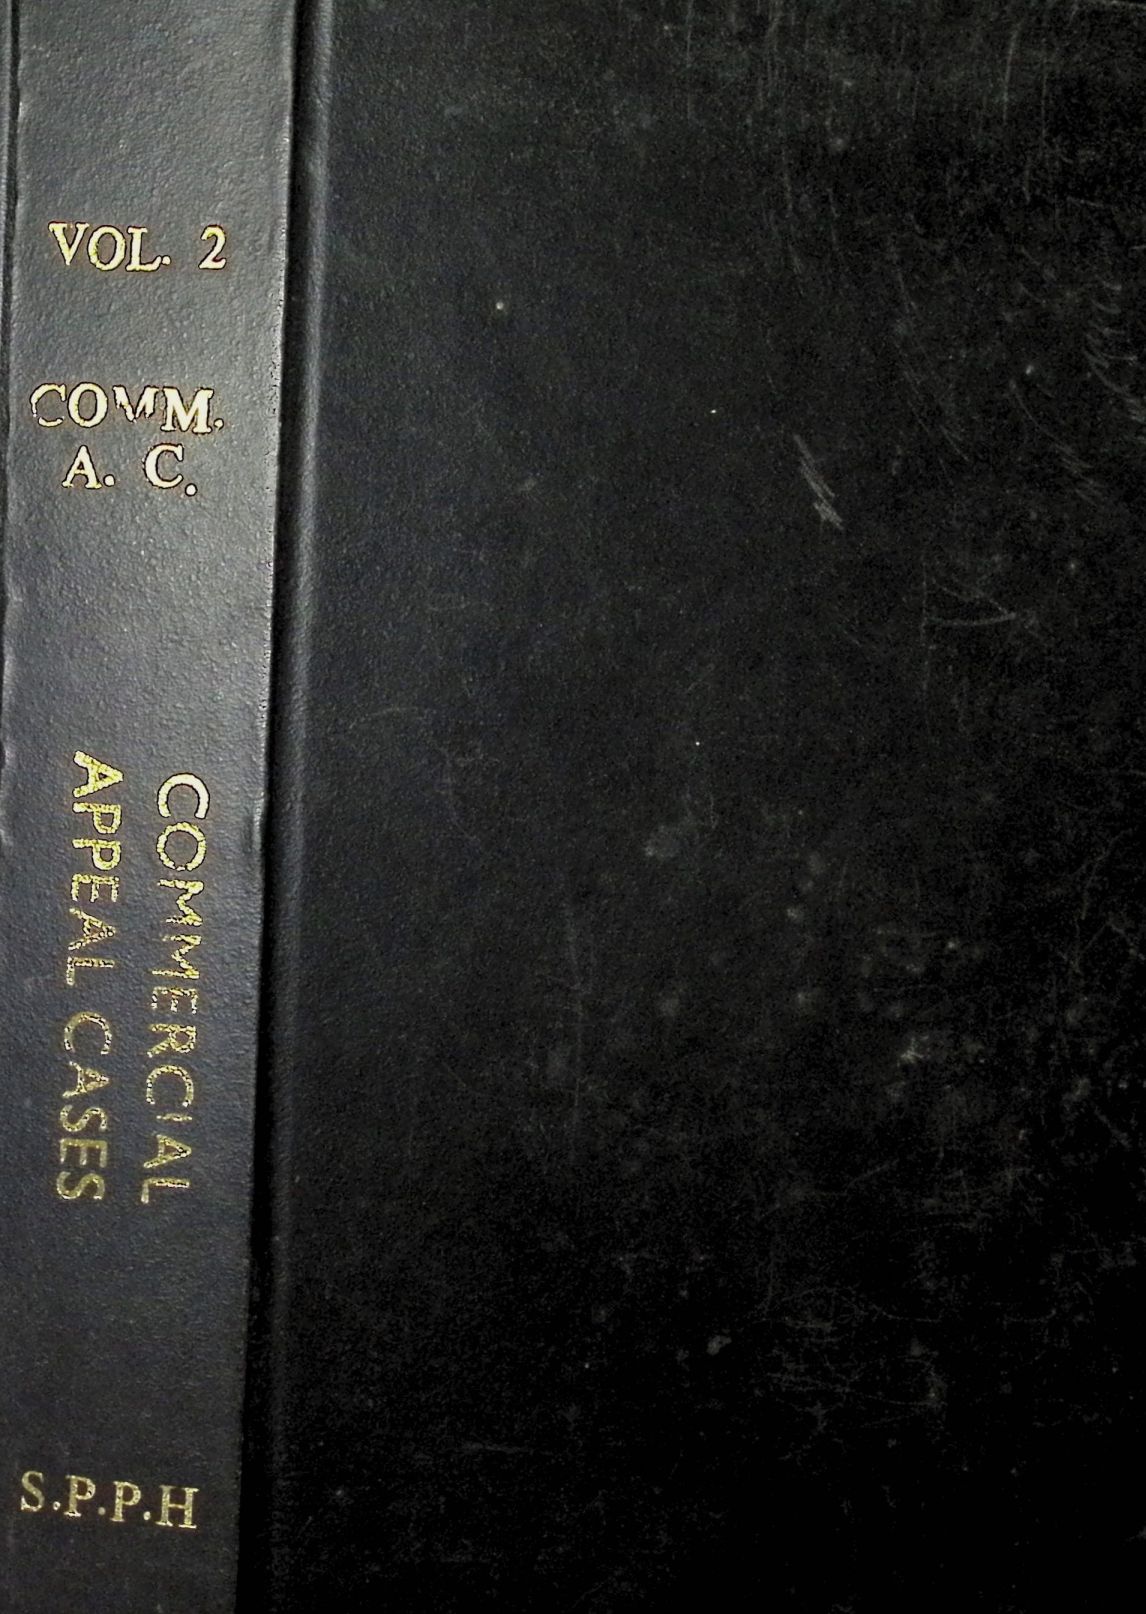 VOL. 2
COMM.
A. C.
COMMERCIAL
APPEAL CASES
S.P.P.H